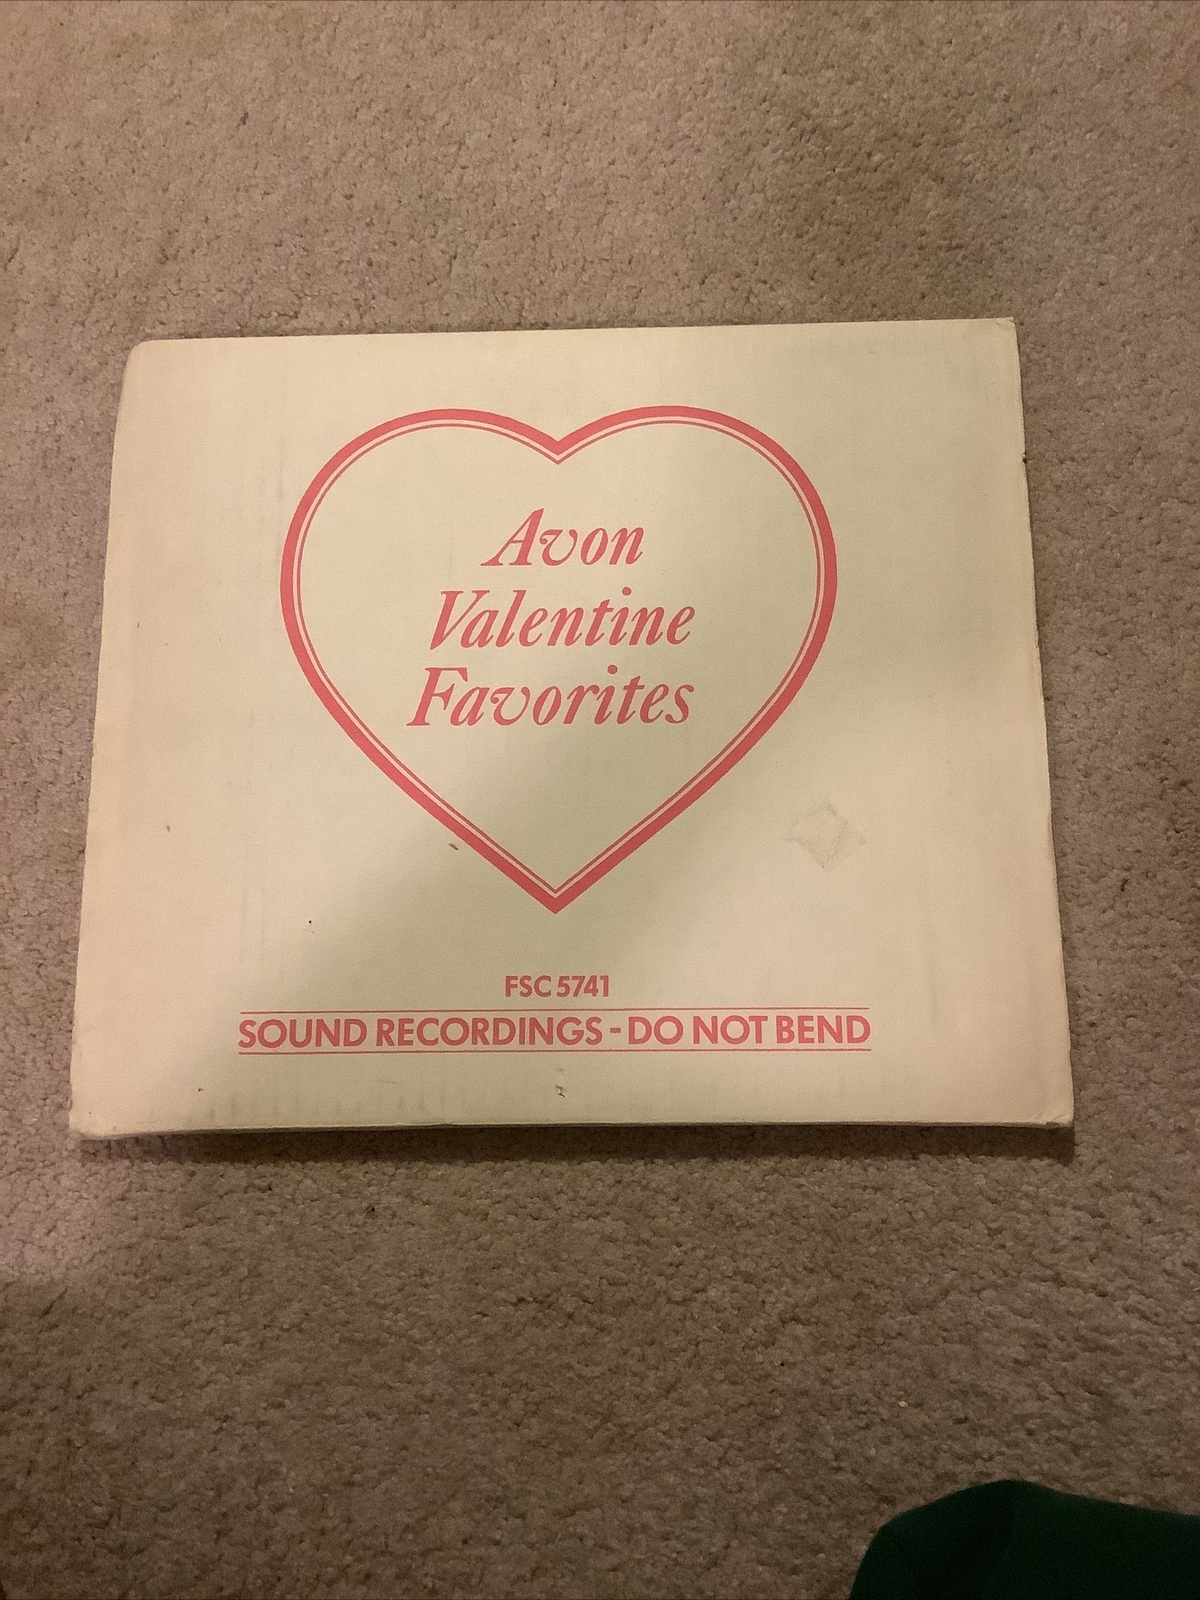 Avon
Valentine
Favorites
FSC 5741
SOUND RECORDINGS - DO NOT BEND